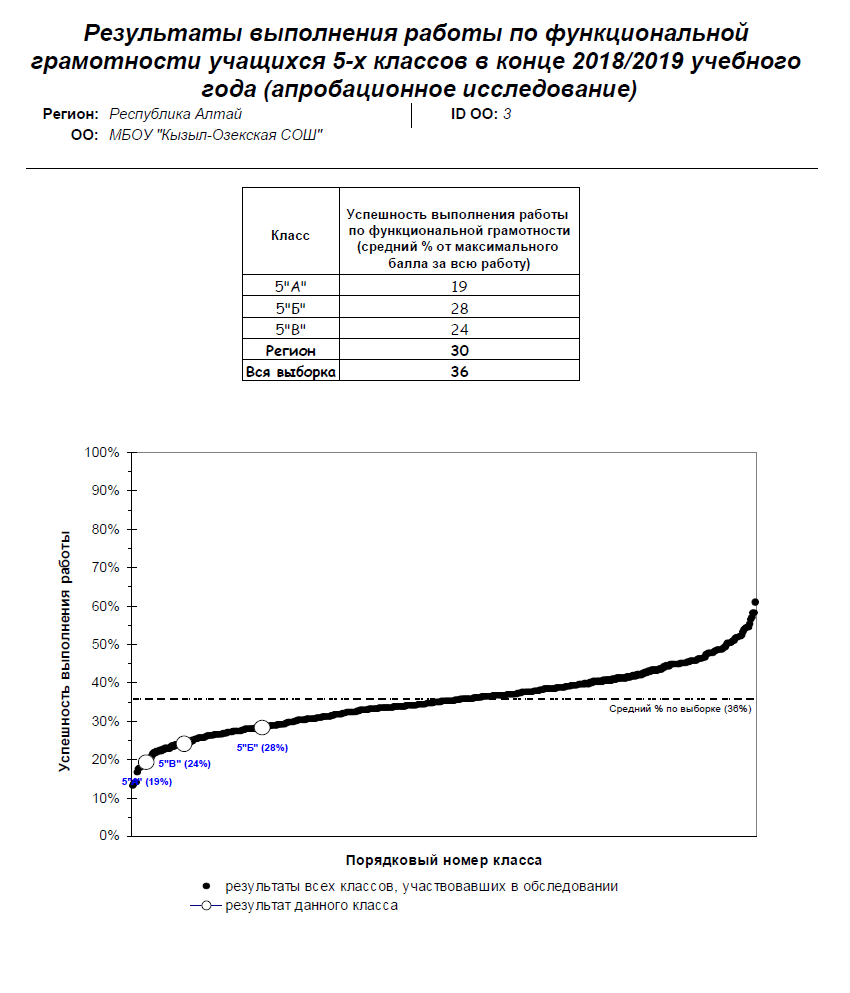 Результаты выполнения работы по функциональной
грамотности учащихся 5-х классов в конце 2018/2019 учебного
года (апробационное исследование)
Регион: Республика Алтай ID ОО: 3
ОО: МБОУ "Кызыл-Озекская СОШ"
Класс
Успешность выполнения работы
по функциональной грамотности
(средний % от максимального
балла за всю работу)
5"А" 19
5"Б" 28
5"В" 24
Регион 30
Вся выборка 36
Успешность выполнения работы
100%
90%
80%
70%
60%
50%
40%
30%
20%
10%
0%
Средний % по выборке (36%)
5"Б" (28%)
5"В" (24%)
5"А" (19%)
Порядковый номер класса
результаты всех классов, участвовавших в обследовании
результат данного класса